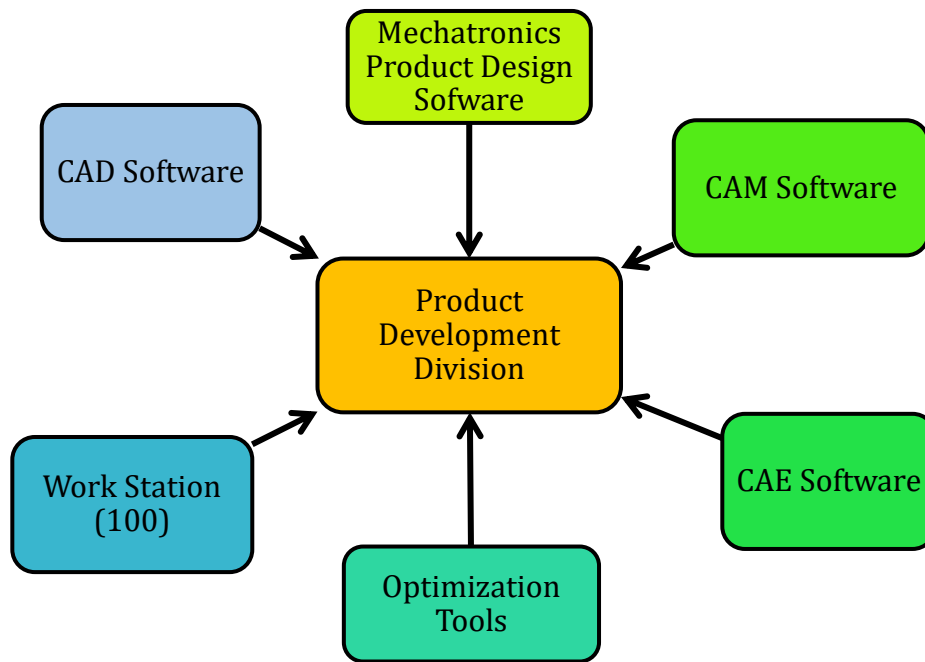 Mechatronics
Product Design
Sofware
CAD Software
CAM Software
Product
Development
Division
Work Station
(100)
CAE Software
Optimization
Tools